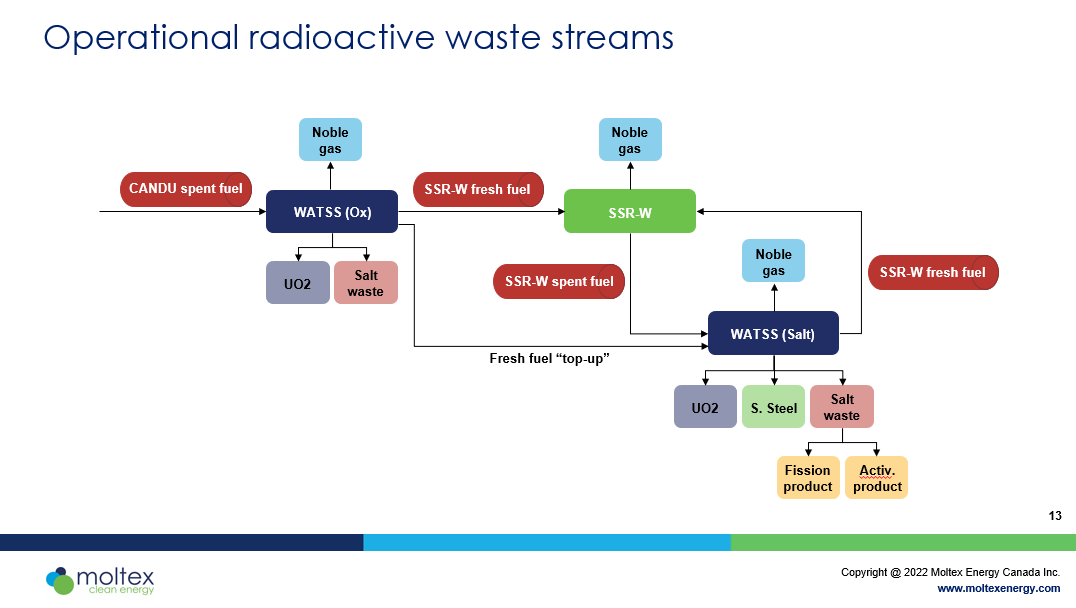 Operational radioactive waste streams
Noble
gas
Noble
gas
CANDU spent fuel
SSR-W fresh fuel
WATSS (Ox)
SSR-W
Noble
gas
SSR-W fresh fuel
UO2
Salt
waste
SSR-W spent fuel
WATSS (Salt)
Fresh fuel “top-up”
UO2
S. Steel
Salt
waste
Fission
product
Activ.
product
13
moltex
clean energy
Copyright @ 2022 Moltex Energy Canada Inc.
www.moltexenergy.com